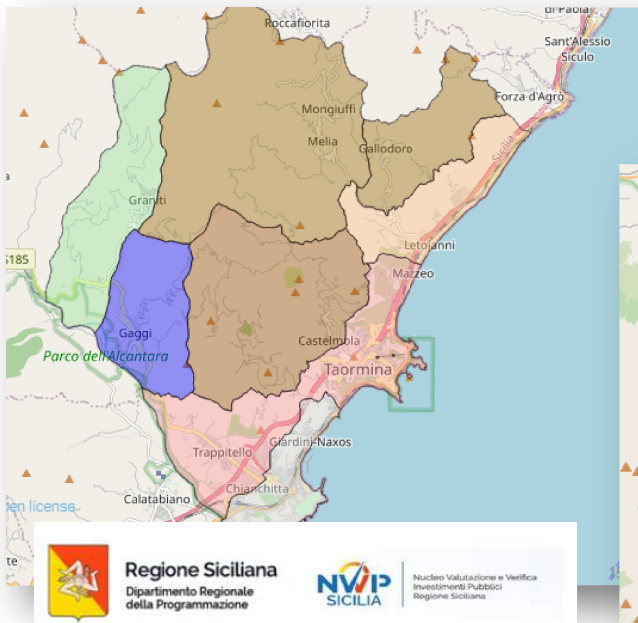 di Paola
Roccafiorita
Sant'Alessio
Siculo
Forza d'Agrò
Mongiuffi
Melia
Gallodoro
Sicilia
Graniti
Letojanni
S185
Mazzeo
Gaggi
Castelmola
Parco dell'Alcantara
Taormina
Giardini-Naxos
Trappitello
Chianchitta
Calatabiano
en license
te
Regione Siciliana
Dipartimento Regionale
della Programmazione
NVVIP
SICILIA
Nucleo Valutazione e Verifica
Investimenti Pubblici
Regione Siciliana